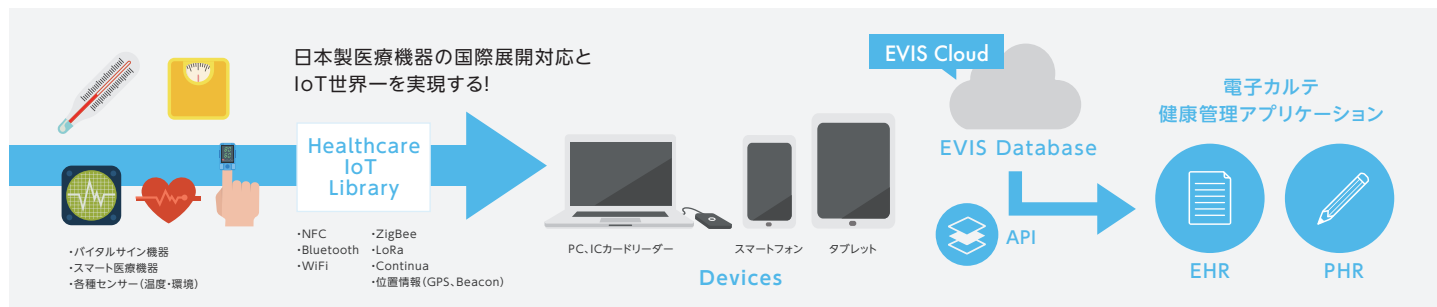 日本製医療機器の国際展開対応と
IoT世界一を実現する!
Healthcare
IoT
Library
・NFC
・Bluetooth
・WiFi
・ZigBee
・LoRa
・Continua
・位置情報(GPS、Beacon)
・バイタルサイン機器
・スマート医療機器
・各種センサー(温度・環境)
PC、ICカードリーダー
スマートフォン
タブレット
Devices
EVIS Cloud
EVIS Database
API
電子カルテ
健康管理アプリケーション
EHR
PHR